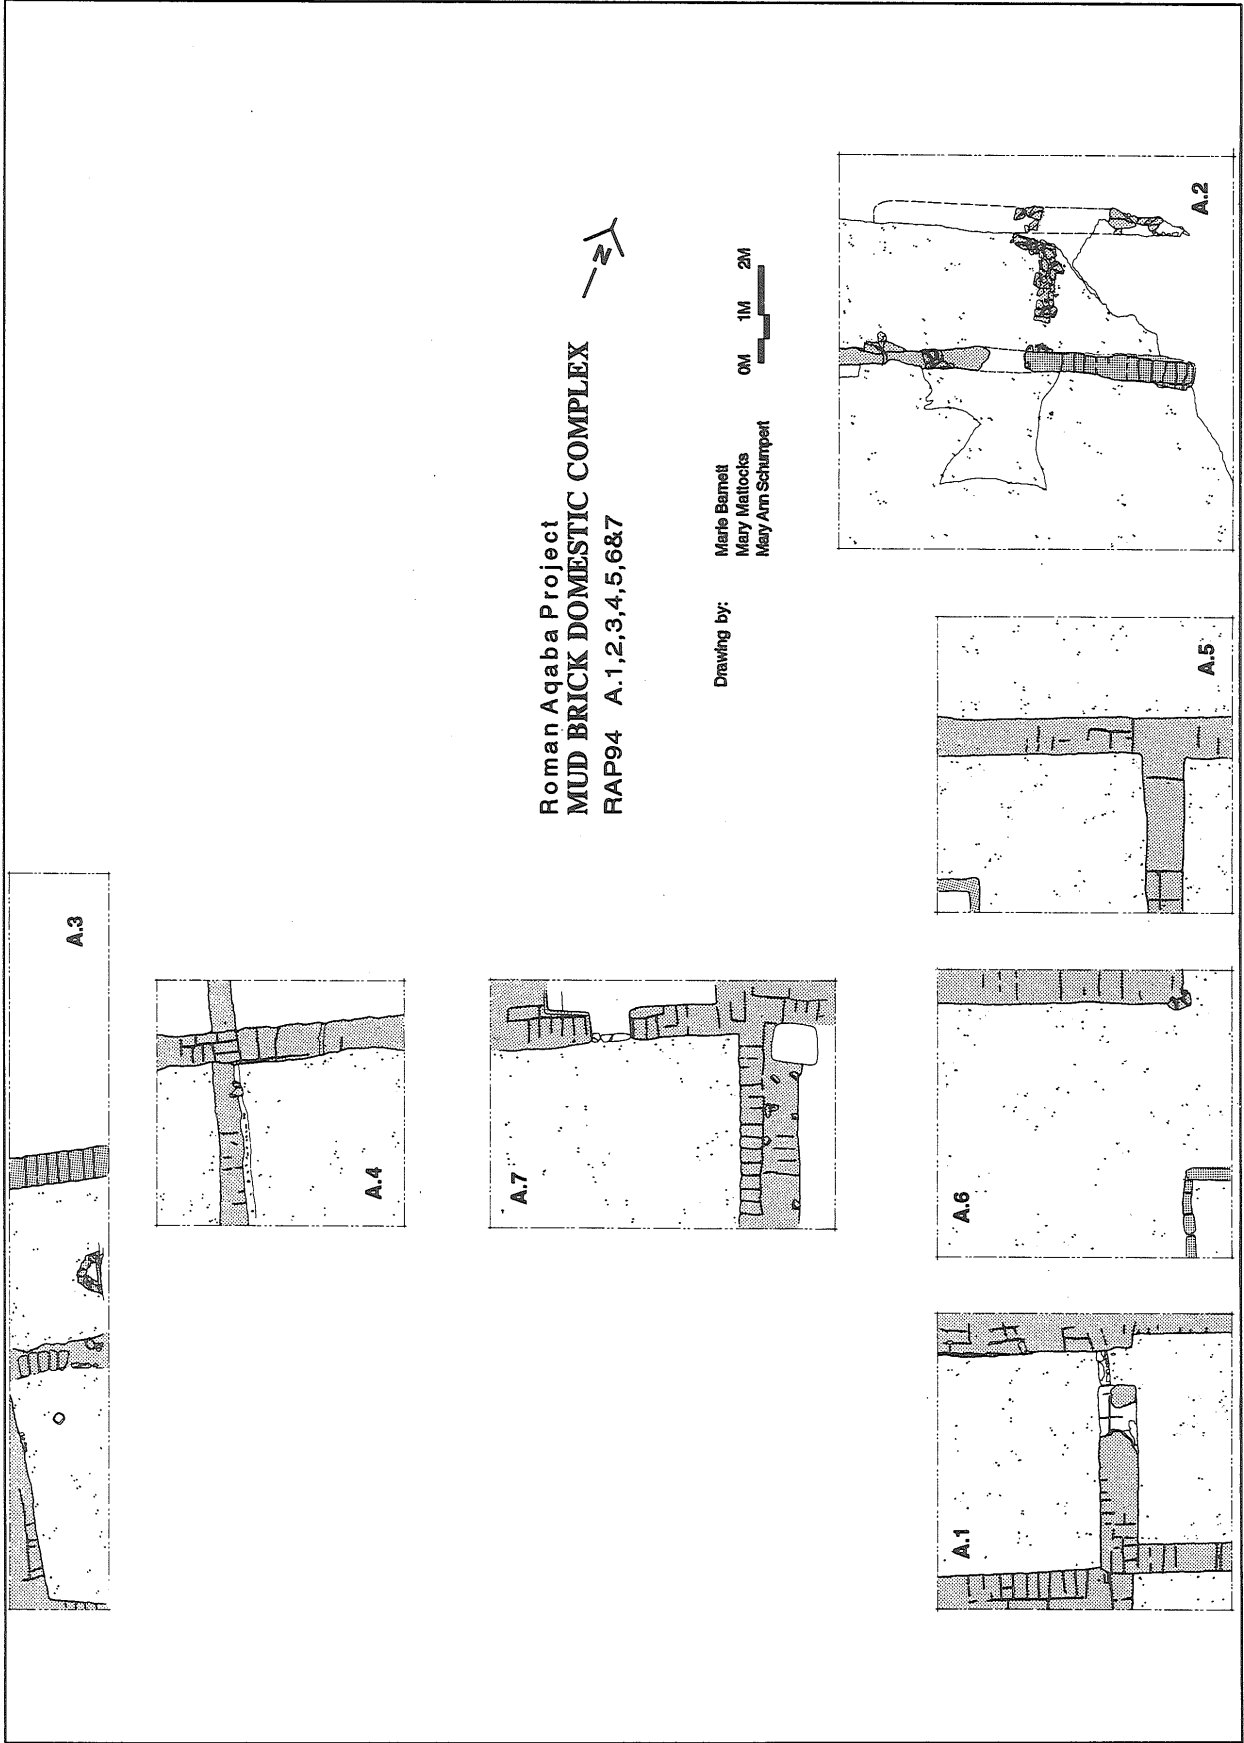 Roman Aqaba Project
MUD BRICK DOMESTIC COMPLEX
RAP94 A.1,2,3,4,5,6&7
N
0M 1M 2M
Drawing by: Marie Barnett
Mary Mattocks
Mary Ann Schumpert
A.3
A.4
A.7
A.1
A.6
A.5
A.2